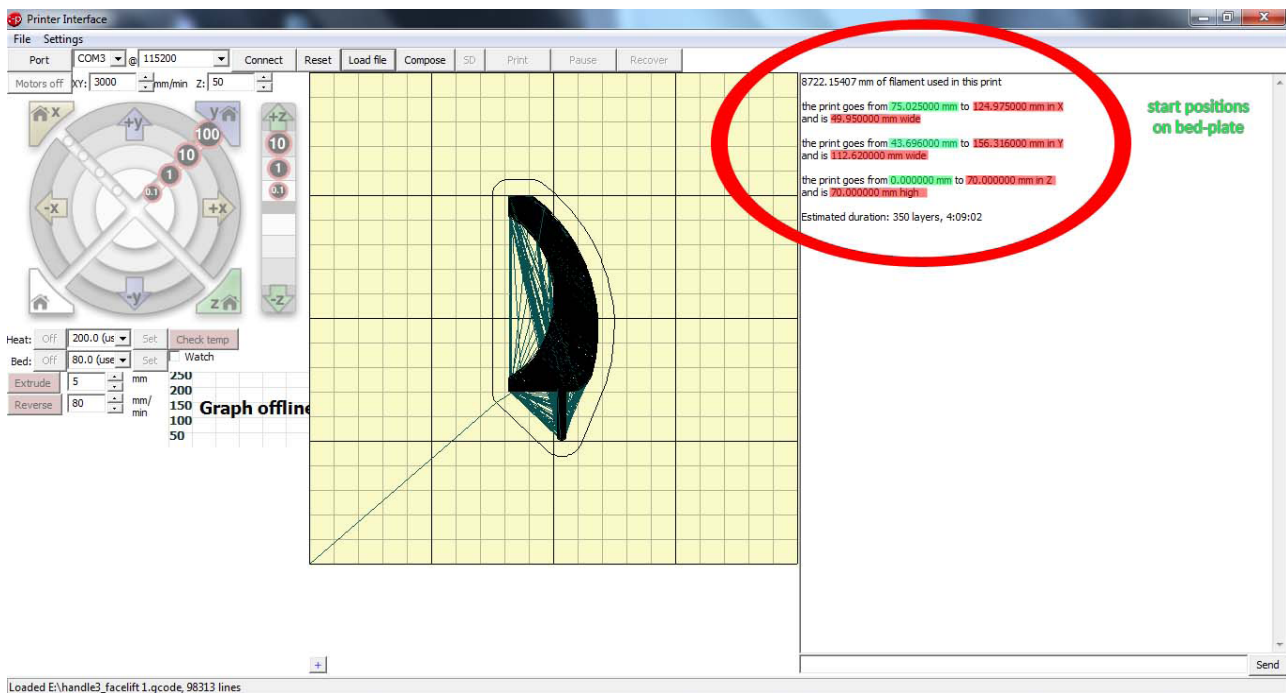 Printer Interface
File Settings
Port COM3 @ 115200 Connect Reset Load file Compose SD Print Pause Recover
Motors off XY: 3000 mm/min Z: 50
+y 100 10 1 0.1 -x +x -y
x y z
+Z 10 1 0.1 -Z
Heat: Off 200.0 (us Set Check temp
Bed: Off 80.0 (use Set Watch
Extrude 5 mm
Reverse 80 mm/
min
250
200
150 Graph offline
100
50
8722.15407 mm of filament used in this print
the print goes from 75.025000 mm to 124.975000 mm in X
and is 49.950000 mm wide
the print goes from 43.696000 mm to 156.316000 mm in Y
and is 112.620000 mm wide
the print goes from 0.000000 mm to 70.000000 mm in Z
and is 70.000000 mm high
Estimated duration: 350 layers, 4:09:02
start positions
on bed-plate
+
Send
Loaded E:\handle3_facelift 1.gcode, 98313 lines